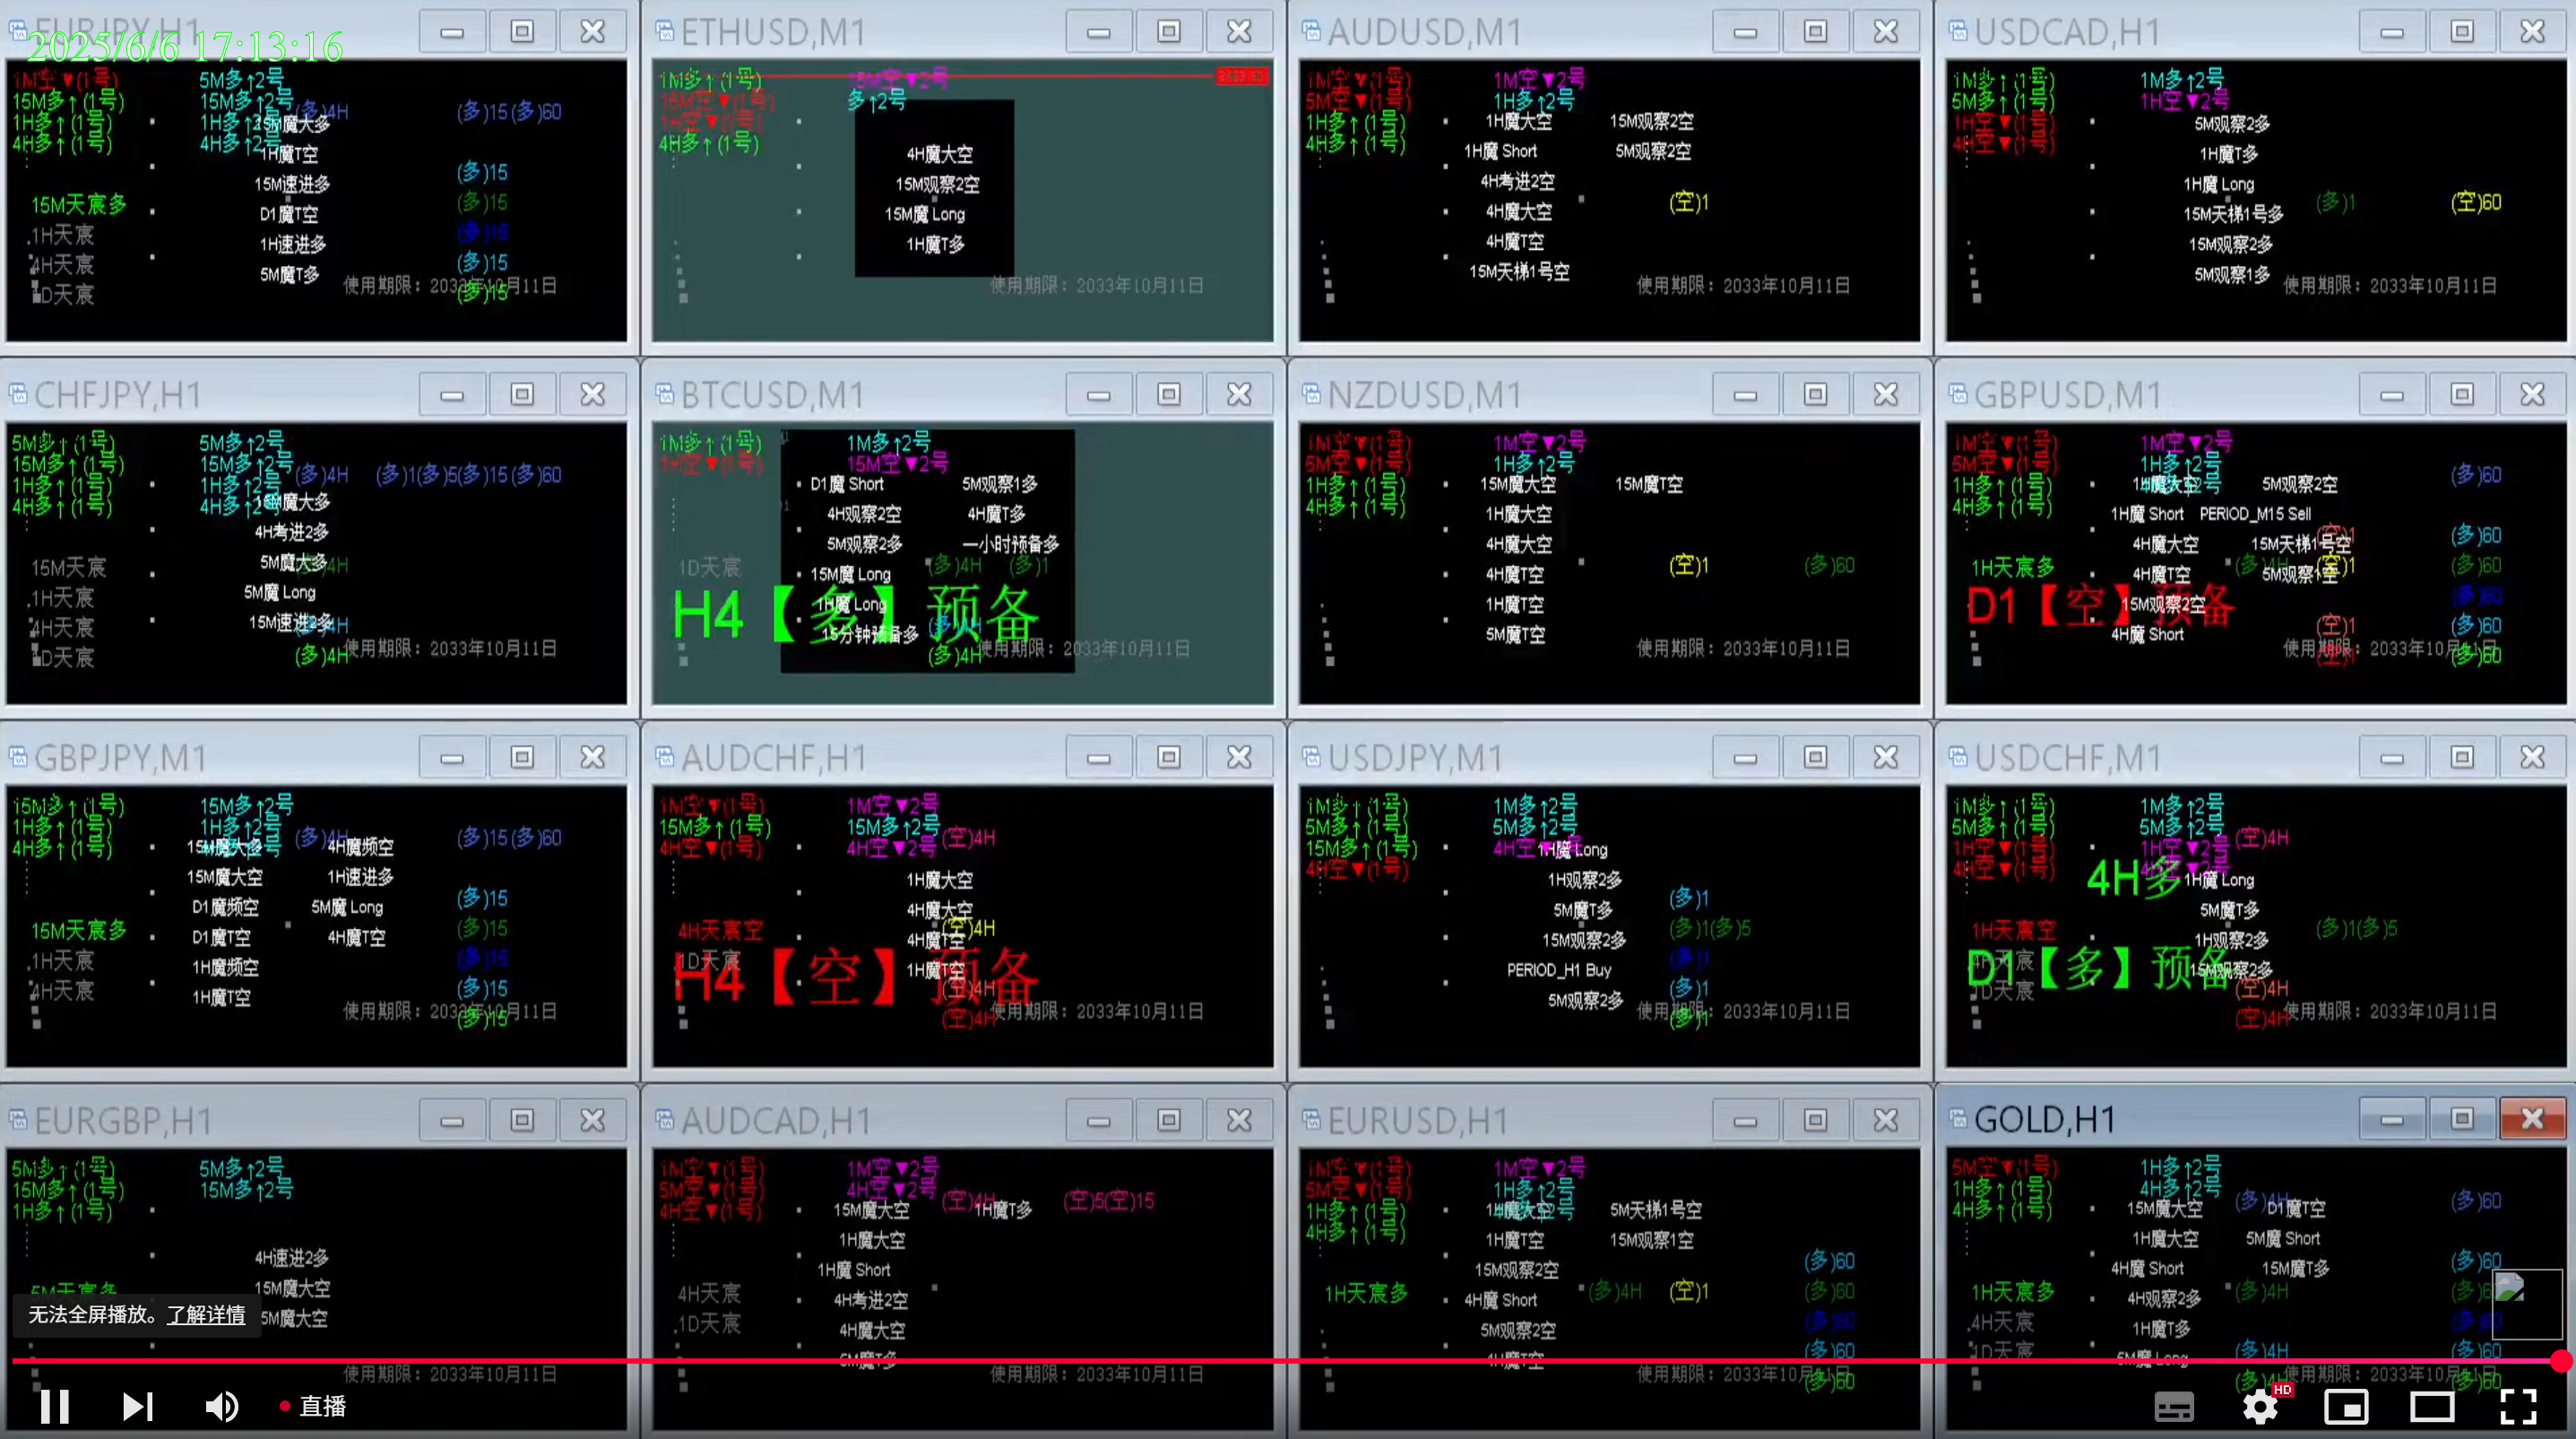 EURJPY,H1
2025/6/6 17:13:16
1M空▼(1号)
15M多↑(1号)
1H多↑(1号)
4H多↑(1号)
5M多↑2号
15M多↑2号
1H多↑2号
4H多↑2号
(多)4H
(多)15(多)60
15M魔大多
1H魔T空
15M速进多
D1魔T空
1H速进多
5M魔T多
15M天宸多
1H天宸
4H天宸
1D天宸
(多)15
(多)15
(多)15
(多)15
(多)15
使用期限：2033年10月11日
ETHUSD,M1
1M多↑(1号)
15M空▼(1号)
1H空▼(1号)
4H多↑(1号)
15M空▼2号
多↑2号
4H魔大空
15M观察2空
15M魔 Long
1H魔T多
使用期限：2033年10月11日
AUDUSD,M1
1M空▼(1号)
5M空▼(1号)
1H多↑(1号)
4H多↑(1号)
1M空▼2号
1H多↑2号
1H魔大空
15M观察2空
1H魔 Short
5M观察2空
4H考进2空
4H魔大空
4H魔T空
15M天梯1号空
(空)1
使用期限：2033年10月11日
USDCAD,H1
1M多↑(1号)
5M多↑(1号)
1H空▼(1号)
4H空▼(1号)
1M多↑2号
1H空▼2号
5M观察2多
1H魔T多
1H魔 Long
15M天梯1号多
15M观察2多
5M观察1多
(多)1
(空)60
使用期限：2033年10月11日
CHFJPY,H1
5M多↑(1号)
15M多↑(1号)
1H多↑(1号)
4H多↑(1号)
5M多↑2号
15M多↑2号
1H多↑2号
4H多↑2号
(多)4H
(多)1(多)5(多)15(多)60
15M魔大多
4H考进2多
5M魔大多
5M魔 Long
15M速进2多
15M天宸
1H天宸
4H天宸
1D天宸
(多)4H
(多)4H
使用期限：2033年10月11日
BTCUSD,M1
1M多↑(1号)
1H空▼(1号)
1M多↑2号
15M空▼2号
D1魔 Short
5M观察1多
4H观察2空
4H魔T多
5M观察2多
一小时预备多
15M魔 Long
1H魔 Long
15分钟预备多
1D天宸
(多)4H
(多)1
H4【多】预备
(多)4H
使用期限：2033年10月11日
NZDUSD,M1
1M空▼(1号)
5M空▼(1号)
1H多↑(1号)
4H多↑(1号)
1M空▼2号
1H多↑2号
15M魔大空
15M魔T空
1H魔大空
4H魔大空
4H魔T空
1H魔T空
5M魔T空
(空)1
(多)60
使用期限：2033年10月11日
GBPUSD,M1
1M空▼(1号)
5M空▼(1号)
1H多↑(1号)
4H多↑(1号)
1M空▼2号
1H多↑2号
1H魔大空
5M观察2空
1H魔 Short
PERIOD_M15 Sell
4H魔大空
15M天梯1号空
4H魔T空
5M观察1空
15M观察2空
4H魔 Short
1H天宸多
D1【空】预备
(空)1
(空)1
(空)1
(多)60
(多)60
(多)60
(多)60
(多)60
(多)60
使用期限：2033年10月11日
GBPJPY,M1
15M多↑(1号)
1H多↑(1号)
4H多↑(1号)
15M多↑2号
1H多↑2号
(多)4H
(多)15(多)60
15M魔大多
4H魔频空
15M魔大空
1H速进多
D1魔频空
5M魔 Long
D1魔T空
4H魔T空
1H魔频空
1H魔T空
15M天宸多
1H天宸
4H天宸
(多)15
(多)15
(多)15
(多)15
(多)15
使用期限：2033年10月11日
AUDCHF,H1
1M空▼(1号)
15M多↑(1号)
4H空▼(1号)
1M空▼2号
15M多↑2号
4H空▼2号
(空)4H
1H魔大空
4H魔大空
4H魔T空
1H魔T空
4H天宸空
1D天宸
H4【空】预备
(空)4H
(空)4H
(空)4H
使用期限：2033年10月11日
USDJPY,M1
1M多↑(1号)
5M多↑(1号)
15M多↑(1号)
4H空▼(1号)
1M多↑2号
5M多↑2号
1H魔 Long
1H观察2多
5M魔T多
15M观察2多
PERIOD_H1 Buy
5M观察2多
(多)1
(多)1(多)5
(多)1
(多)1
(多)1
使用期限：2033年10月11日
USDCHF,M1
1M多↑(1号)
5M多↑(1号)
1H空▼(1号)
4H空▼(1号)
1M多↑2号
5M多↑2号
1H空▼2号
(空)4H
4H多
1H魔 Long
5M魔T多
1H观察2多
15M观察2多
1H天宸空
4H天宸
1D天宸
D1【多】预备
(多)1(多)5
(空)4H
(空)4H
使用期限：2033年10月11日
EURGBP,H1
5M多↑(1号)
15M多↑(1号)
1H多↑(1号)
5M多↑2号
15M多↑2号
4H速进2多
15M魔大空
5M魔大空
5M天宸多
使用期限：2033年10月11日
AUDCAD,H1
1M空▼(1号)
5M空▼(1号)
4H空▼(1号)
1M空▼2号
4H空▼2号
(空)4H
(空)5(空)15
15M魔大空
1H魔T多
1H魔大空
1H魔 Short
4H考进2空
4H魔大空
5M魔T多
4H天宸
1D天宸
使用期限：2033年10月11日
EURUSD,H1
1M空▼(1号)
5M空▼(1号)
1H多↑(1号)
4H多↑(1号)
1M空▼2号
1H多↑2号
1H魔大空
5M天梯1号空
1H魔T空
15M观察1空
15M观察2空
4H魔 Short
5M观察2空
4H魔T空
1H天宸多
(多)4H
(空)1
(多)60
(多)60
(多)60
(多)60
(多)60
使用期限：2033年10月11日
GOLD,H1
5M空▼(1号)
1H多↑(1号)
4H多↑(1号)
1H多↑2号
4H多↑2号
(多)4H
(多)60
15M魔大空
D1魔T空
1H魔大空
5M魔 Short
4H魔 Short
15M魔T多
4H观察2多
1H魔T多
5M魔 Long
1H天宸多
4H天宸
1D天宸
(多)4H
(多)60
(多)4H
(多)60
使用期限：2033年10月11日
无法全屏播放。了解详情
直播
HD